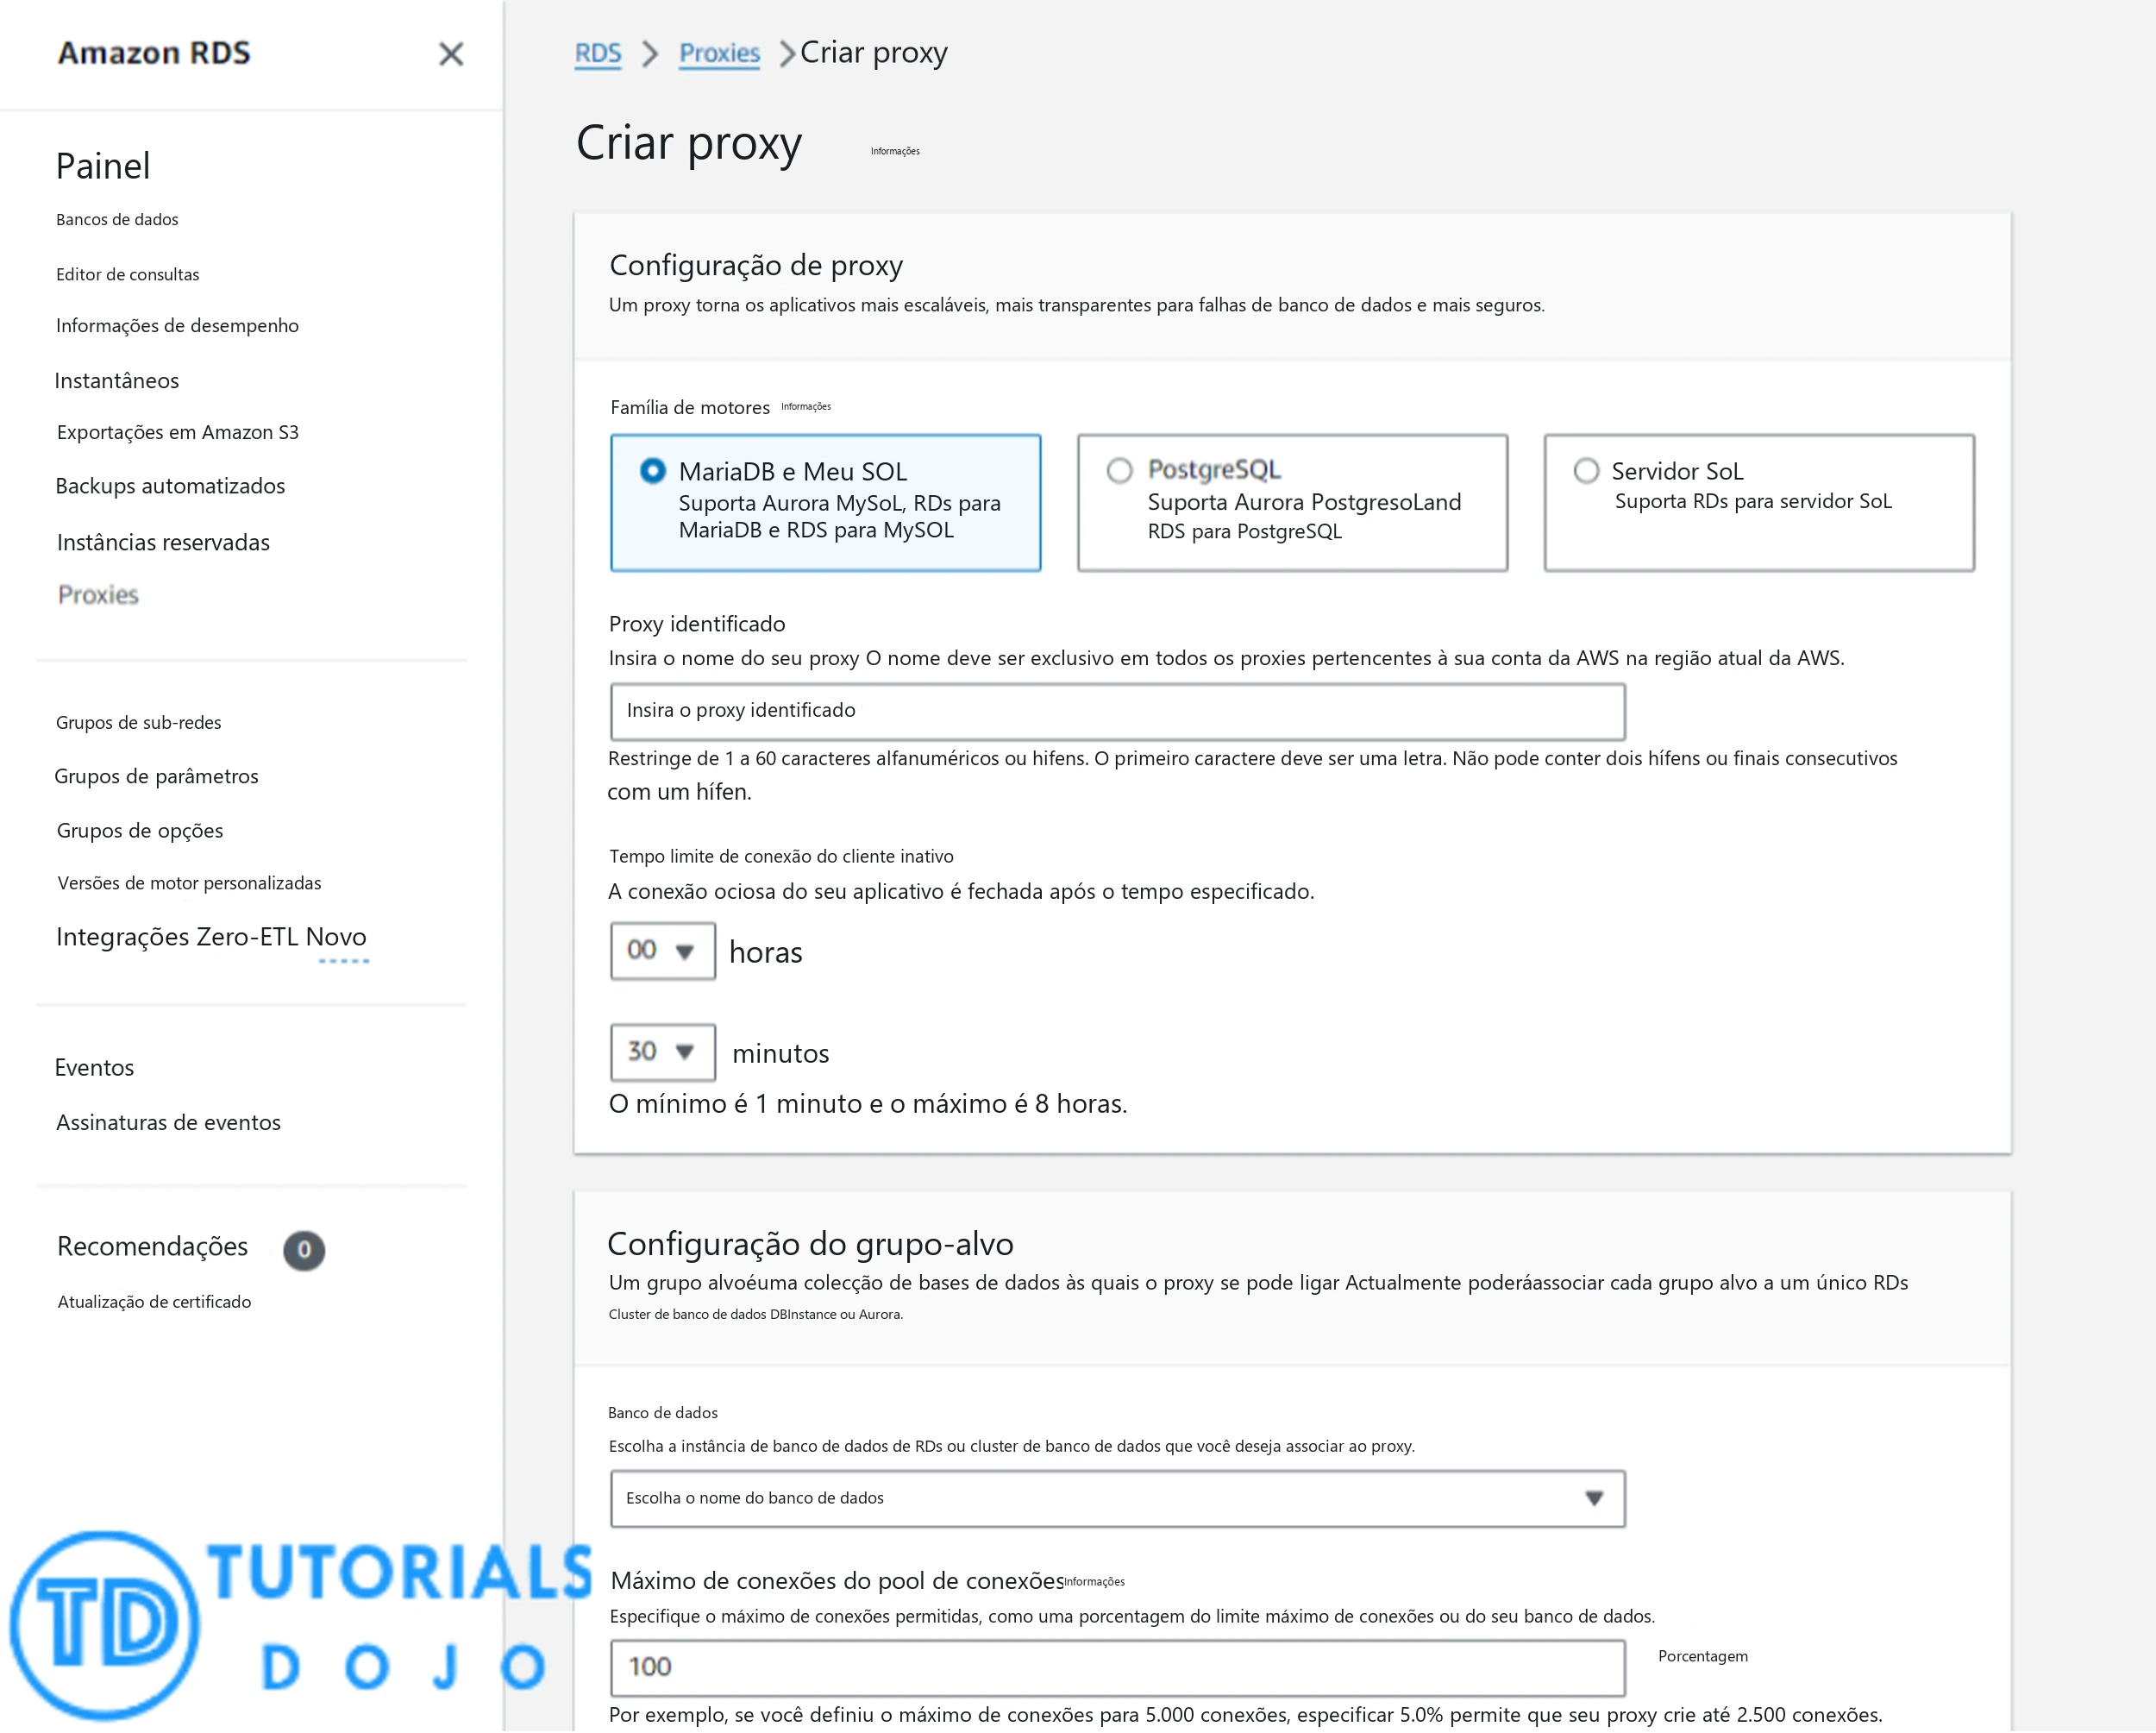 Amazon RDS
Painel
Bancos de dados
Editor de consultas
Informações de desempenho
Instantâneos
Exportações em Amazon S3
Backups automatizados
Instâncias reservadas
Proxies
Grupos de sub-redes
Grupos de parâmetros
Grupos de opções
Versões de motor personalizadas
Integrações Zero-ETL Novo
Eventos
Assinaturas de eventos
Recomendações 0
Atualização de certificado
TD TUTORIALS
DOJO
RDS > Proxies > Criar proxy
Criar proxy Informações
Configuração de proxy
Um proxy torna os aplicativos mais escaláveis, mais transparentes para falhas de banco de dados e mais seguros.
Família de motores Informações
MariaDB e Meu SOL
Suporta Aurora MySoL, RDs para
MariaDB e RDS para MySOL
PostgreSQL
Suporta Aurora PostgresoLand
RDS para PostgreSQL
Servidor SoL
Suporta RDs para servidor SoL
Proxy identificado
Insira o nome do seu proxy O nome deve ser exclusivo em todos os proxies pertencentes à sua conta da AWS na região atual da AWS.
Insira o proxy identificado
Restringe de 1 a 60 caracteres alfanuméricos ou hifens. O primeiro caractere deve ser uma letra. Não pode conter dois hífens ou finais consecutivos
com um hífen.
Tempo limite de conexão do cliente inativo
A conexão ociosa do seu aplicativo é fechada após o tempo especificado.
00 horas
30 minutos
O mínimo é 1 minuto e o máximo é 8 horas.
Configuração do grupo-alvo
Um grupo alvoéuma colecção de bases de dados às quais o proxy se pode ligar Actualmente poderáassociar cada grupo alvo a um único RDs
Cluster de banco de dados DBInstance ou Aurora.
Banco de dados
Escolha a instância de banco de dados de RDs ou cluster de banco de dados que você deseja associar ao proxy.
Escolha o nome do banco de dados
Máximo de conexões do pool de conexões Informações
Especifique o máximo de conexões permitidas, como uma porcentagem do limite máximo de conexões ou do seu banco de dados.
100 Porcentagem
Por exemplo, se você definiu o máximo de conexões para 5.000 conexões, especificar 5.0% permite que seu proxy crie até 2.500 conexões.